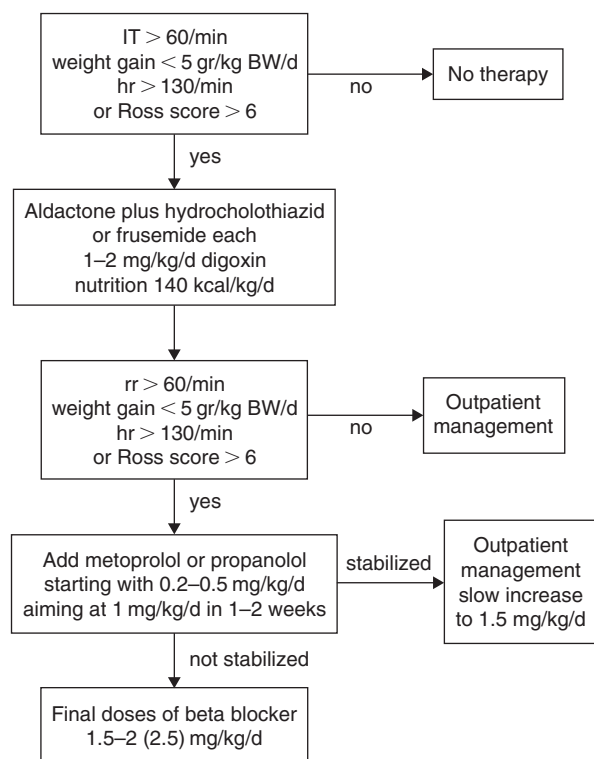 IT > 60/min
weight gain < 5 gr/kg BW/d
hr > 130/min
or Ross score > 6
no
No therapy
yes
Aldactone plus hydrocholothiazid
or frusemide each
1–2 mg/kg/d digoxin
nutrition 140 kcal/kg/d
rr > 60/min
weight gain < 5 gr/kg BW/d
hr > 130/min
or Ross score > 6
no
Outpatient
management
yes
Add metoprolol or propanolol
starting with 0.2–0.5 mg/kg/d
aiming at 1 mg/kg/d in 1–2 weeks
stabilized
Outpatient
management
slow increase
to 1.5 mg/kg/d
not stabilized
Final doses of beta blocker
1.5–2 (2.5) mg/kg/d